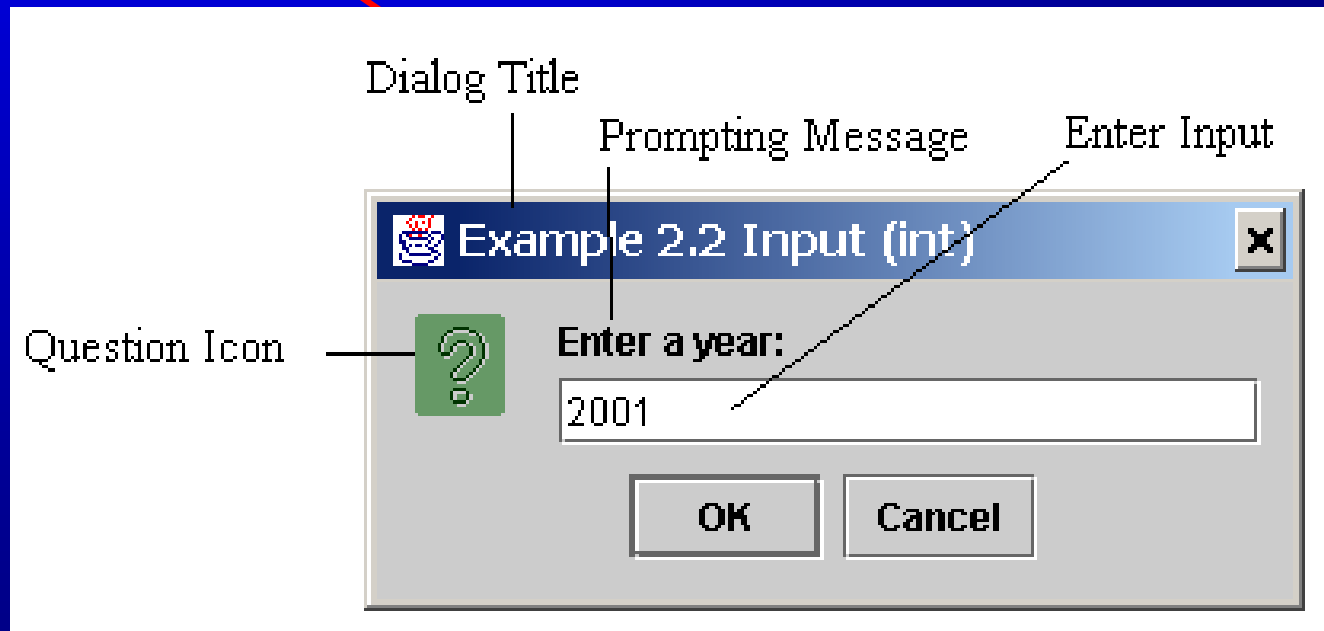 Dialog Title
Prompting Message
Enter Input
Example 2.2 Input (int)
Question Icon
Enter a year:
2001
OK
Cancel